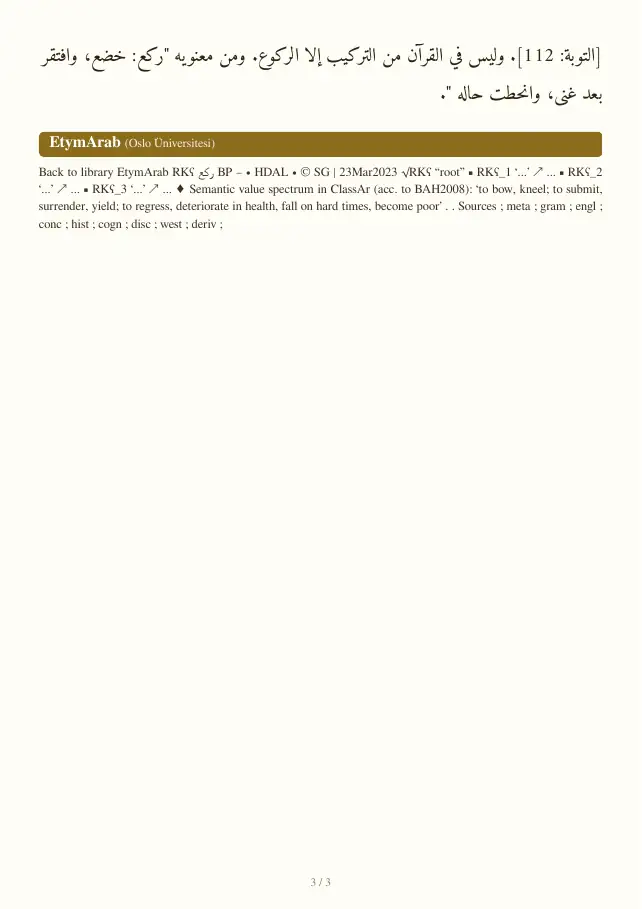 [التوبة: 112]. وليس في القرآن من التركيب إلا الركوع. ومن معنويه "ركع: خضع، وافتقر
بعد غنى، وانحطت حاله ".
EtymArab (Oslo Üniversitesi)
Back to library EtymArab RKʕ ركع BP – • HDAL • © SG | 23Mar2023 √RKʕ “root” ▪ RKʕ_1 ‘...’ ↗ ... ▪ RKʕ_2
‘...’ ↗ ... ▪ RKʕ_3 ‘...’ ↗ ... ♦ Semantic value spectrum in ClassAr (acc. to BAH2008): ‘to bow, kneel; to submit,
surrender, yield; to regress, deteriorate in health, fall on hard times, become poor’ . . Sources ; meta ; gram ; engl ;
conc ; hist ; cogn ; disc ; west ; deriv ;
3 / 3